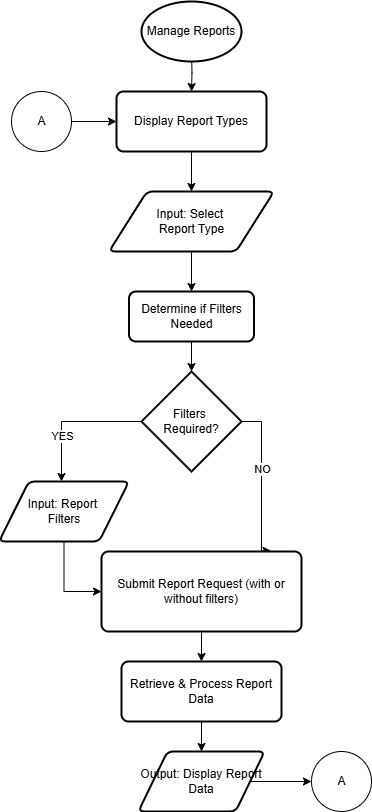 Manage Reports
A
Display Report Types
Input: Select
Report Type
Determine if Filters
Needed
Filters
Required?
YES
NO
Input: Report
Filters
Submit Report Request (with or
without filters)
Retrieve & Process Report
Data
Output: Display Report
Data
A